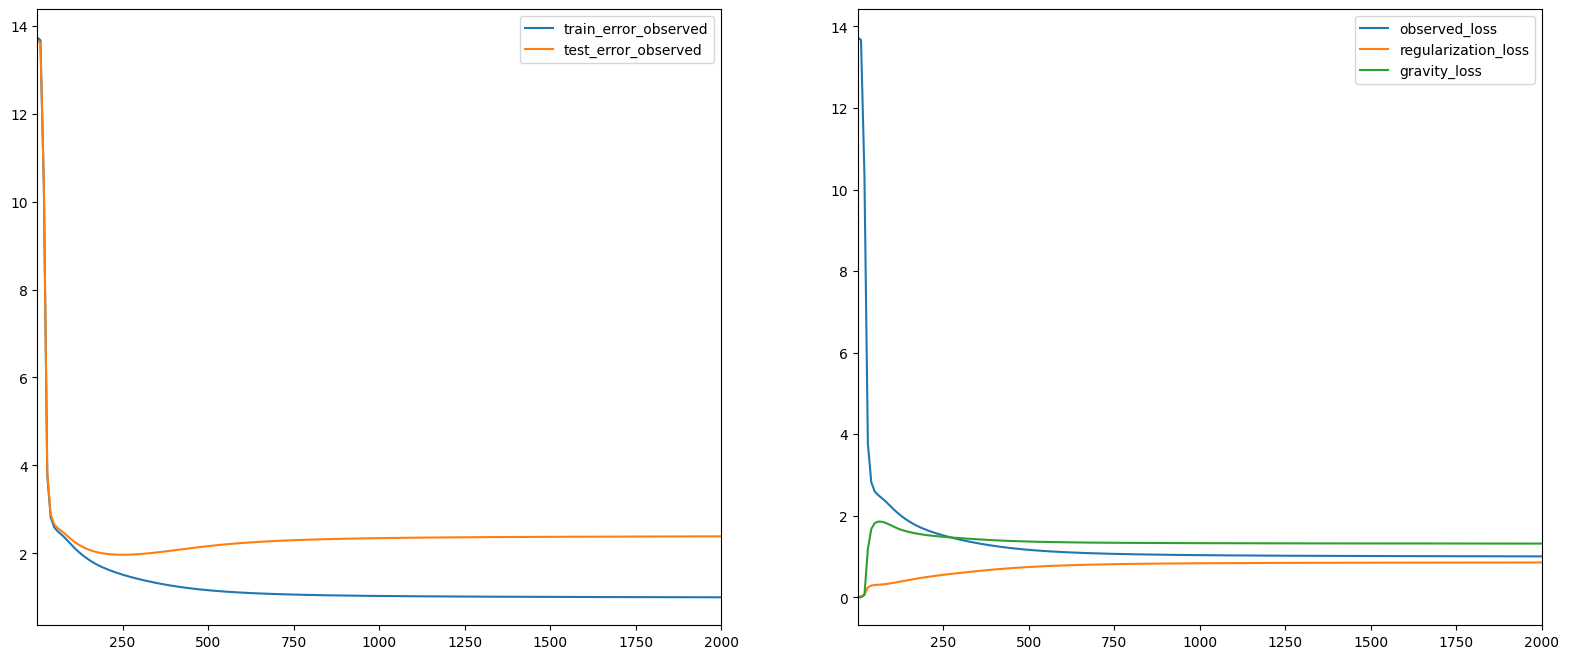 14
12
10
8
6
4
2
250 500 750 1000 1250 1500 1750 2000
train_error_observed
test_error_observed
14
12
10
8
6
4
2
0
250 500 750 1000 1250 1500 1750 2000
observed_loss
regularization_loss
gravity_loss